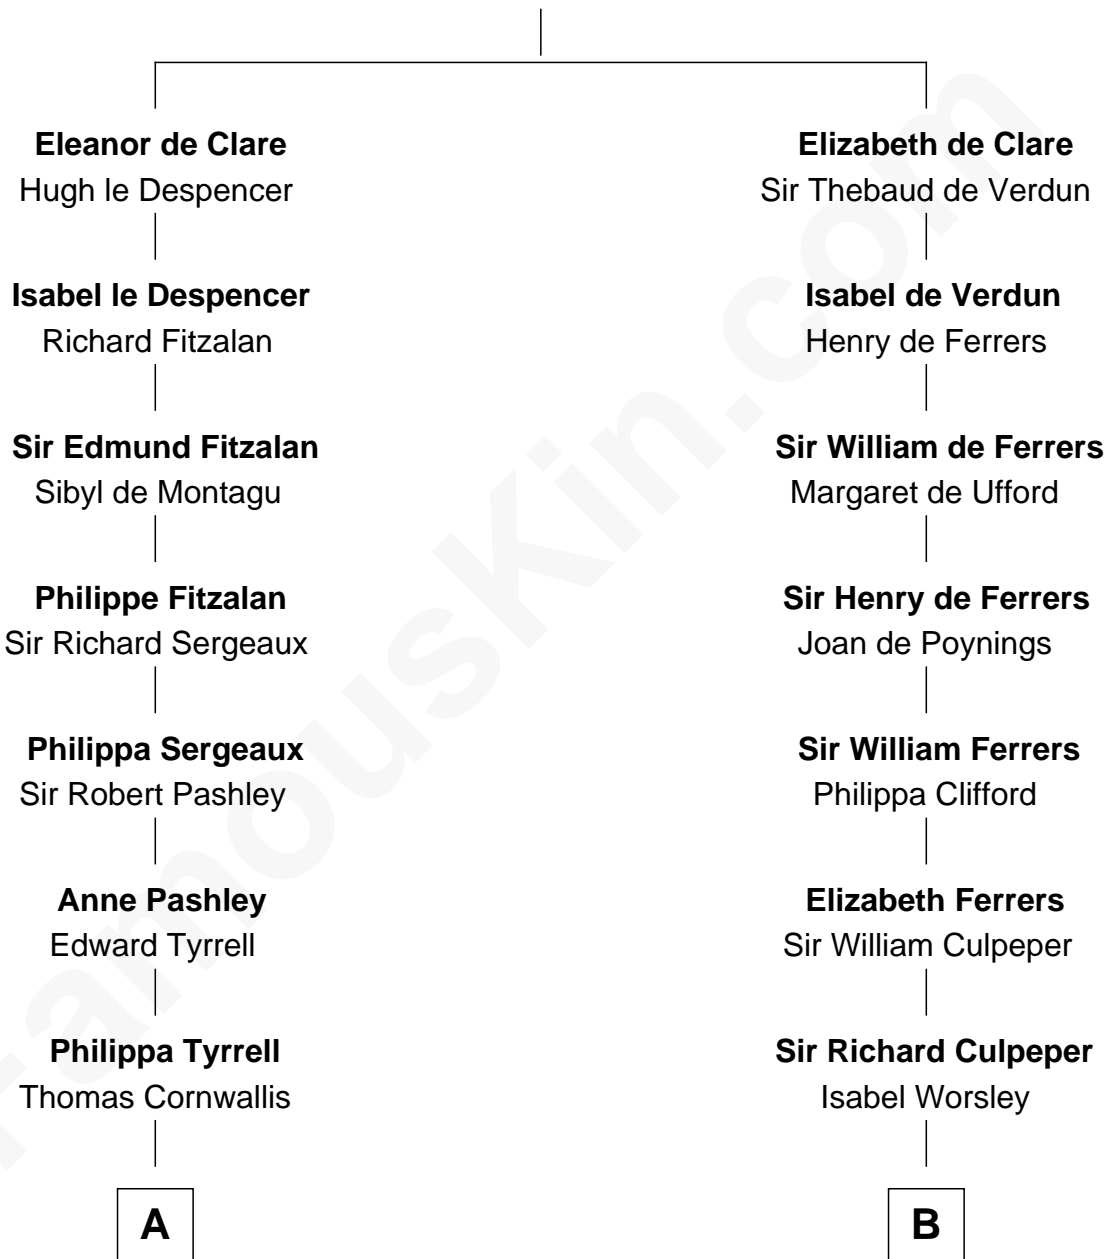 Eleanor de Clare
Hugh le Despencer
Isabel le Despencer
Richard Fitzalan
Sir Edmund Fitzalan
Sibyl de Montagu
Philippe Fitzalan
Sir Richard Sergeaux
Philippa Sergeaux
Sir Robert Pashley
Anne Pashley
Edward Tyrrell
Philippa Tyrrell
Thomas Cornwallis
A
Elizabeth de Clare
Sir Thebaud de Verdun
Isabel de Verdun
Henry de Ferrers
Sir William de Ferrers
Margaret de Ufford
Sir Henry de Ferrers
Joan de Poynings
Sir William Ferrers
Philippa Clifford
Elizabeth Ferrers
Sir William Culpeper
Sir Richard Culpeper
Isabel Worsley
B
FamousKin.com